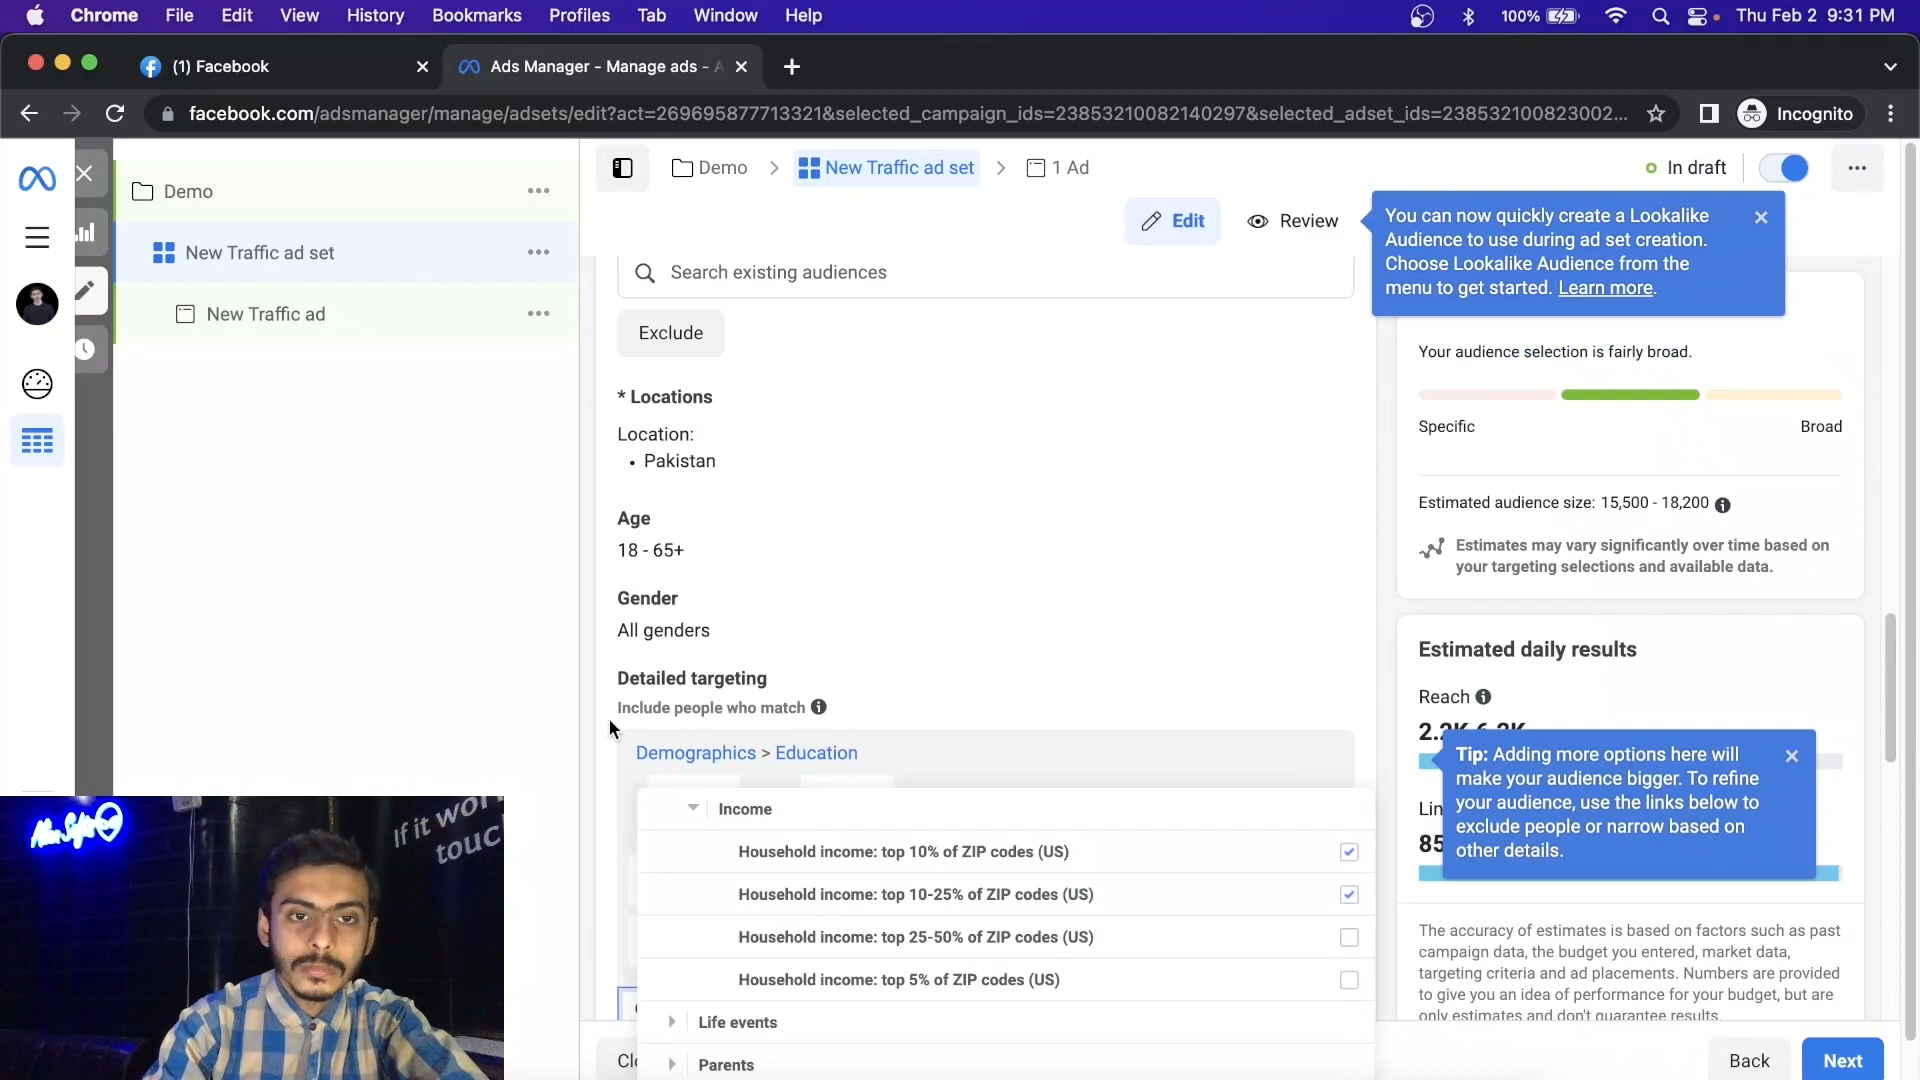 Chrome File Edit View History Bookmarks Profiles Tab Window Help 100% Thu Feb 2 9:31 PM
(1) Facebook
Ads Manager - Manage ads - A
facebook.com/adsmanager/manage/adsets/edit?act=269695877713321&selected_campaign_ids=23853210082140297&selected_adset_ids=238532100823002... Incognito
Demo
New Traffic ad set
New Traffic ad
Demo > New Traffic ad set > 1 Ad
In draft
Edit
Review
You can now quickly create a Lookalike
Audience to use during ad set creation.
Choose Lookalike Audience from the
menu to get started. Learn more.
Search existing audiences
Exclude
* Locations
Location:
• Pakistan
Age
18 - 65+
Gender
All genders
Detailed targeting
Include people who match
Demographics > Education
Income
Household income: top 10% of ZIP codes (US)
Household income: top 10-25% of ZIP codes (US)
Household income: top 25-50% of ZIP codes (US)
Household income: top 5% of ZIP codes (US)
Life events
Parents
Your audience selection is fairly broad.
Specific
Broad
Estimated audience size: 15,500 - 18,200
Estimates may vary significantly over time based on
your targeting selections and available data.
Estimated daily results
Reach
Tip: Adding more options here will
make your audience bigger. To refine
your audience, use the links below to
exclude people or narrow based on
other details.
The accuracy of estimates is based on factors such as past
campaign data, the budget you entered, market data,
targeting criteria and ad placements. Numbers are provided
to give you an idea of performance for your budget, but are
only estimates and don't guarantee results.
Back
Next
If it